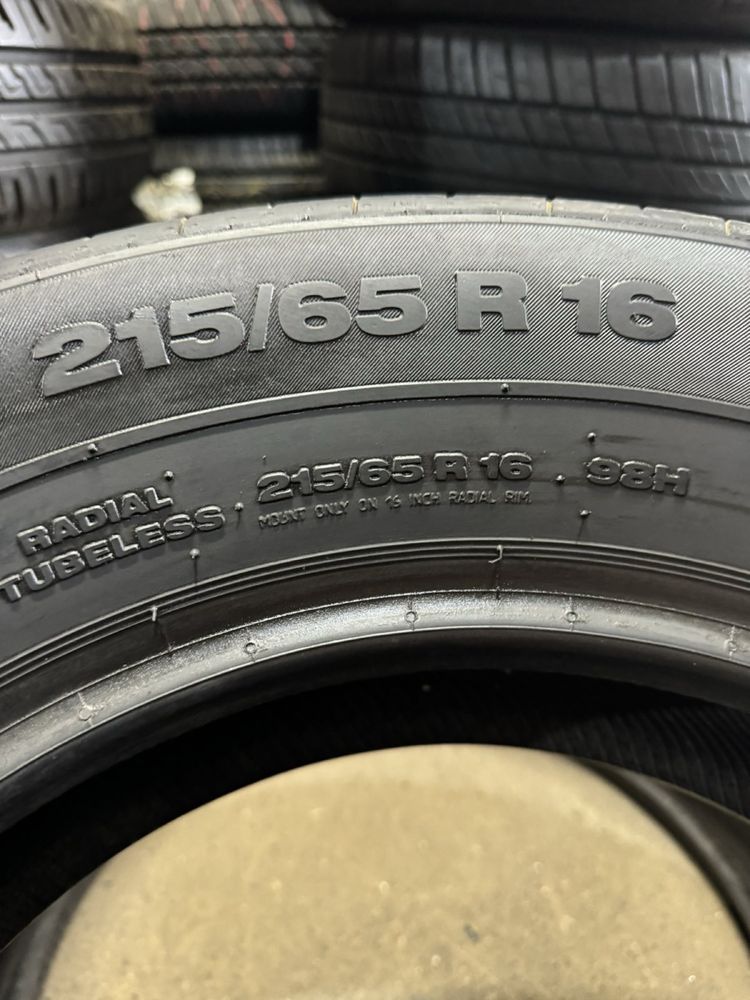 215/65 R 16
RADIAL
TUBELESS
215/65 R 16 98H
MOUNT ONLY ON 16 INCH RADIAL RIM